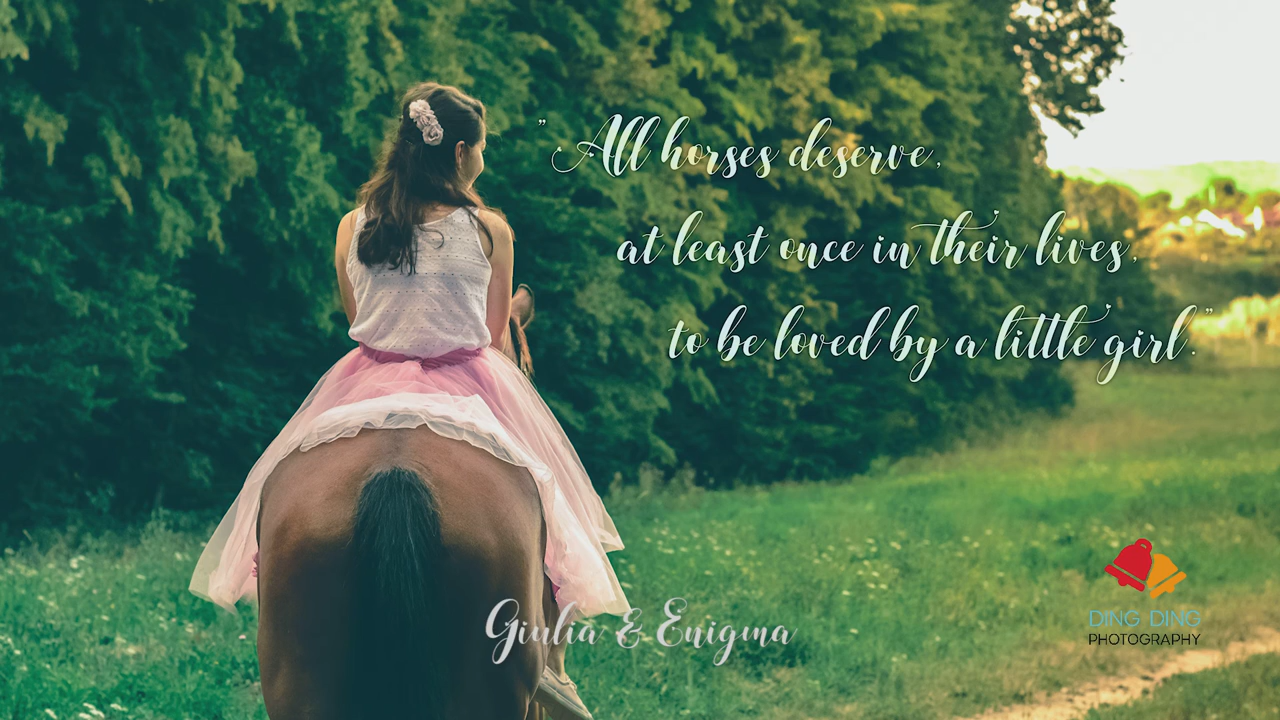 "All horses deserve,
at least once in their lives,
to be loved by a little girl."
Giulia & Enigma
DING DING
PHOTOGRAPHY